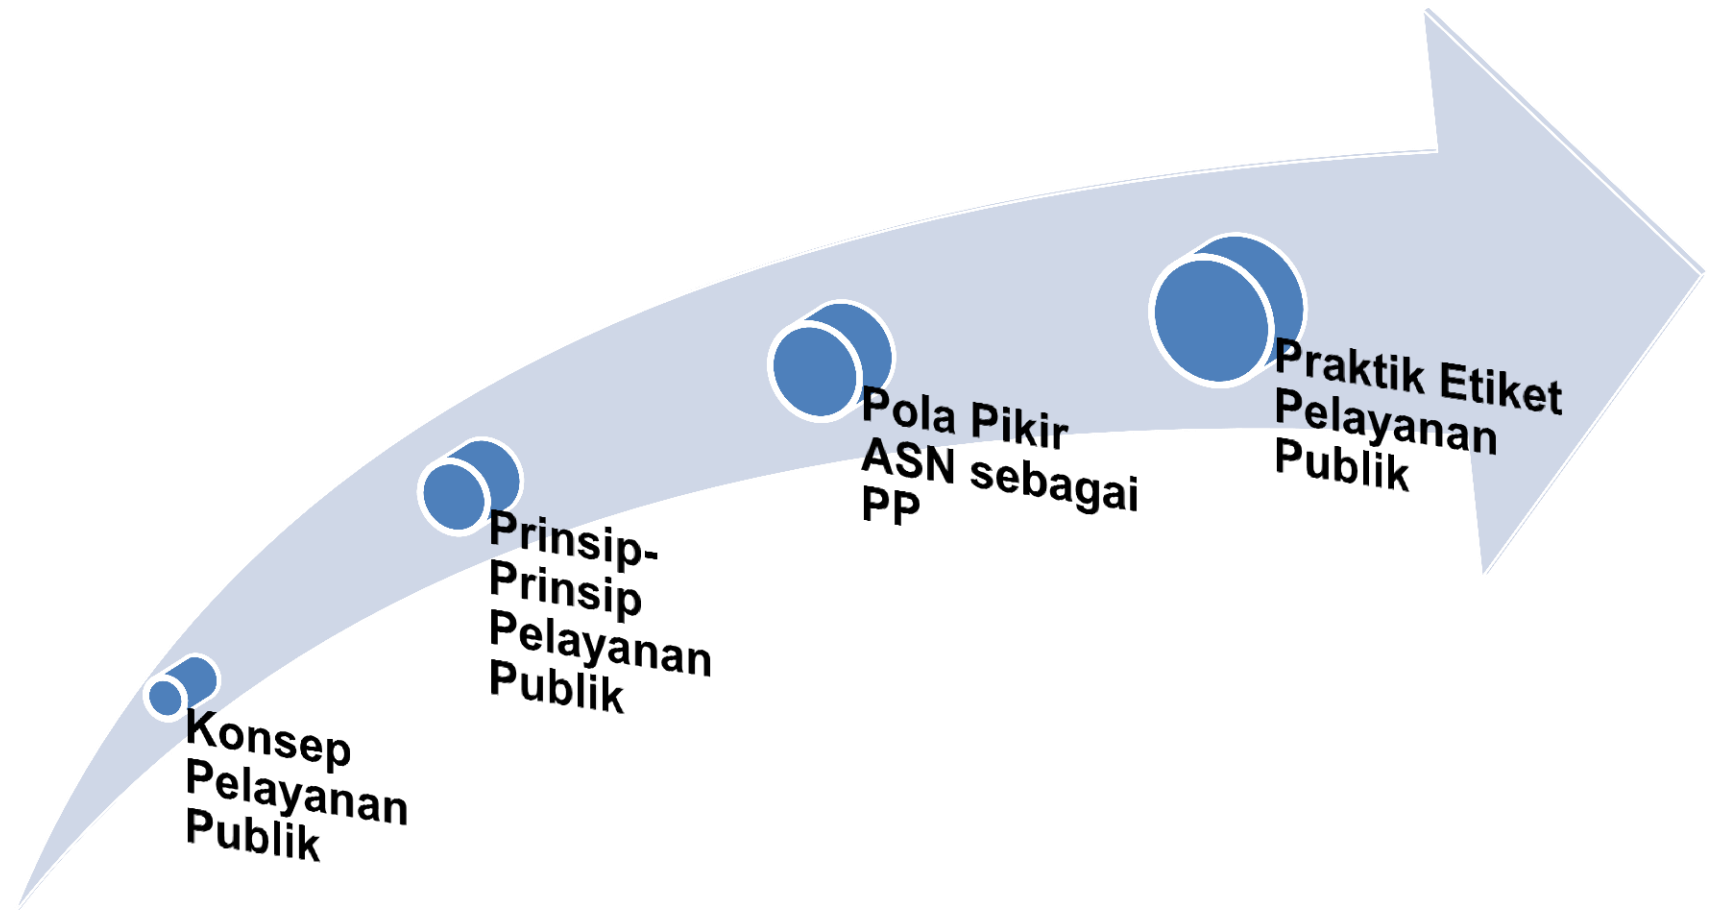 Konsep
Pelayanan
Publik
Prinsip-
Prinsip
Pelayanan
Publik
Pola Pikir
ASN sebagai
PP
Praktik Etiket
Pelayanan
Publik